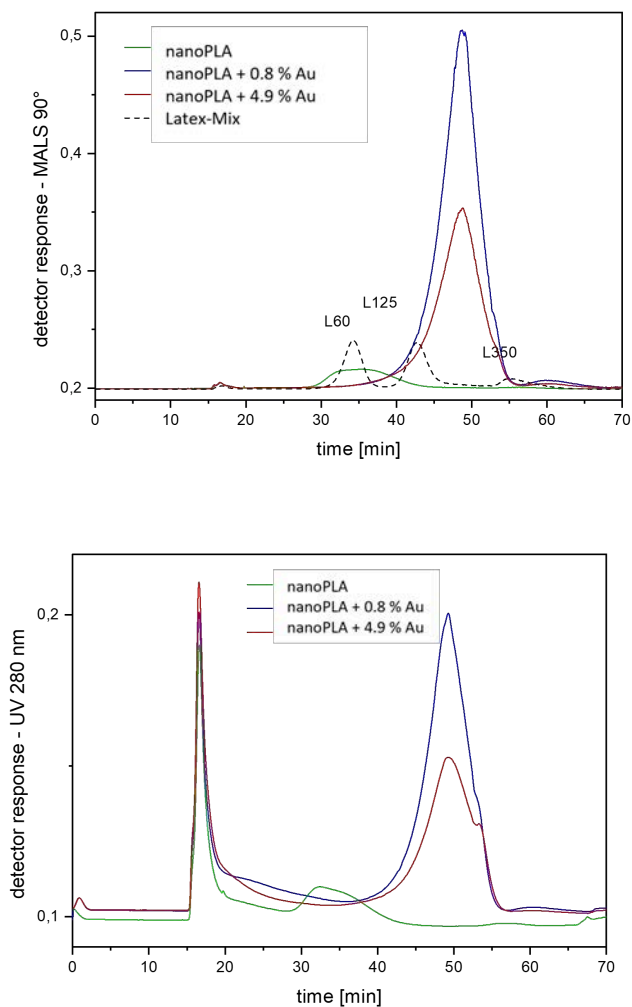 0,5
0,4
0,3
0,2
detector response - MALS 90°
nanoPLA
nanoPLA + 0.8 % Au
nanoPLA + 4.9 % Au
Latex-Mix
L60
L125
L350
0 10 20 30 40 50 60 70
time [min]
0,2
0,1
detector response - UV 280 nm
nanoPLA
nanoPLA + 0.8 % Au
nanoPLA + 4.9 % Au
0 10 20 30 40 50 60 70
time [min]